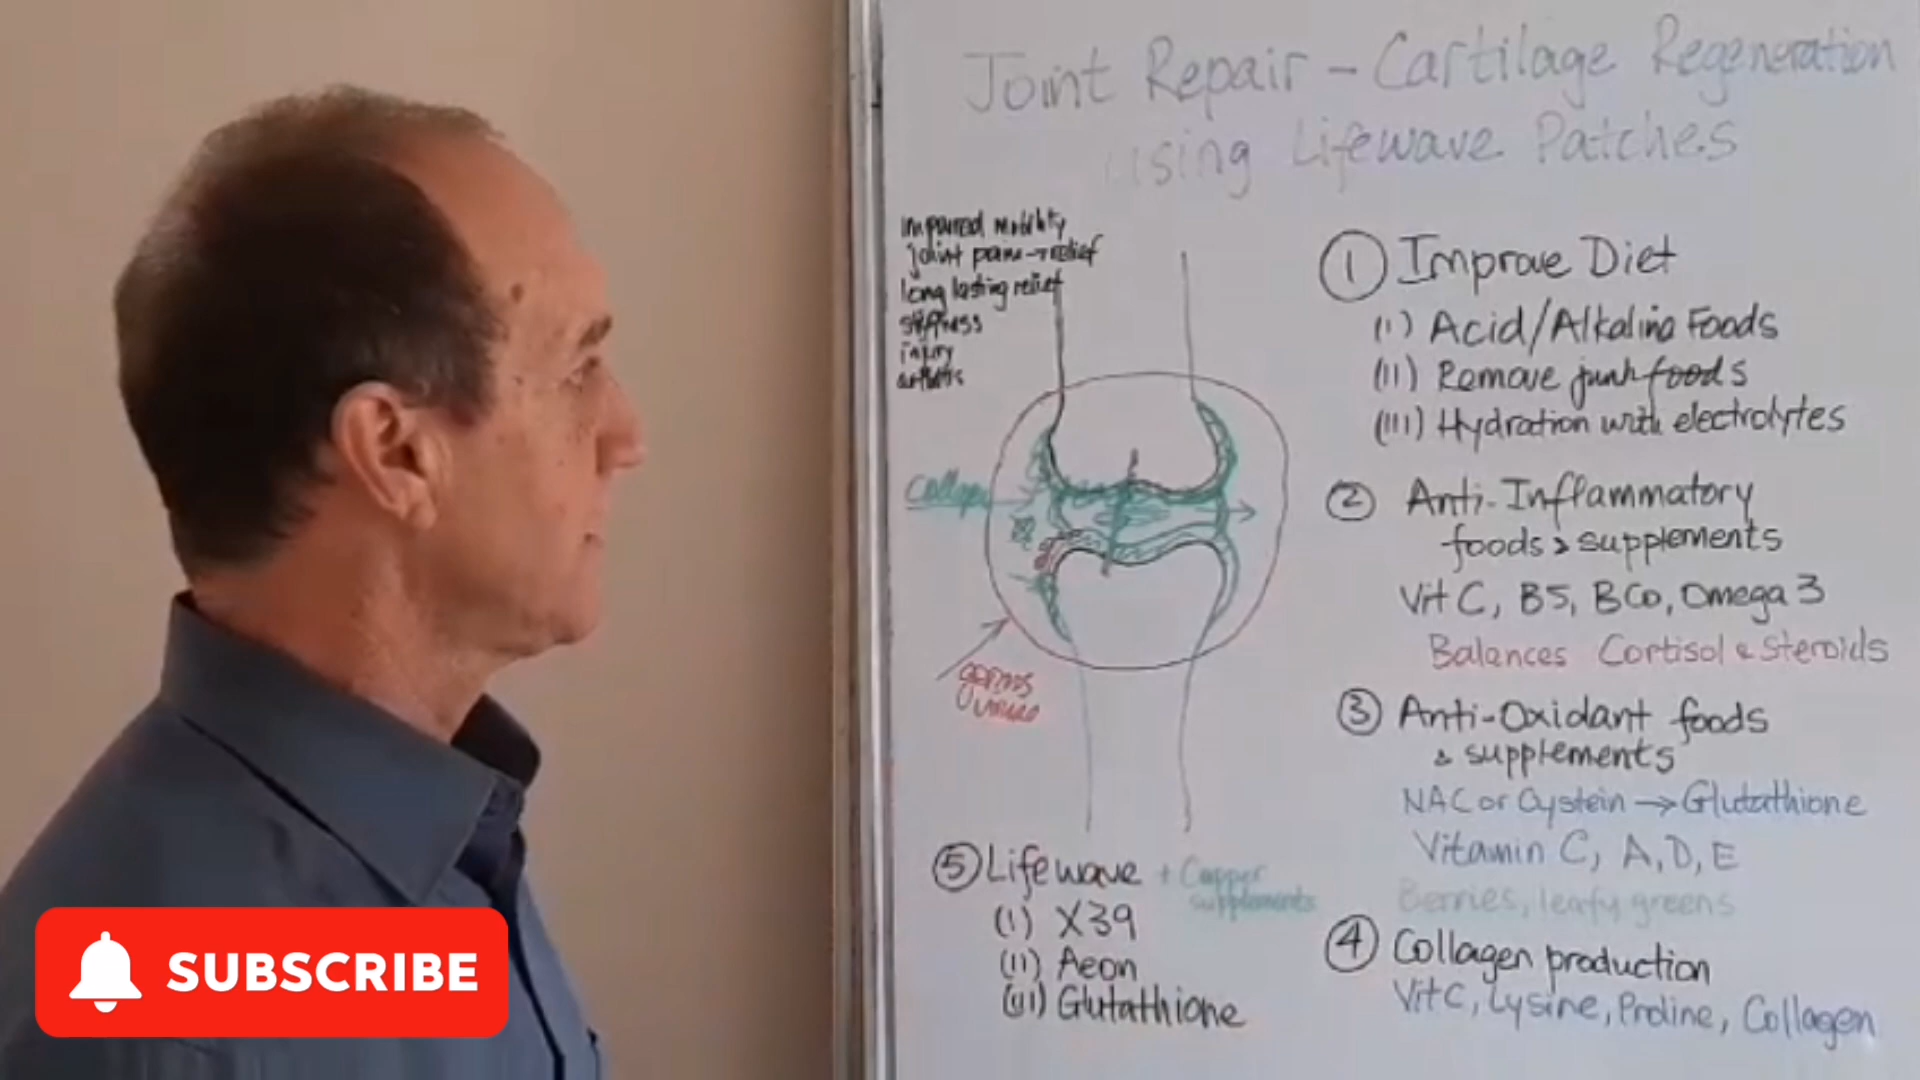 Joint Repair - Cartilage Regeneration
using Lifewave Patches
impaired mobility
joint pain → relief
long lasting relief
stiffness
injury
arthritis
germs
① Improve Diet
(I) Acid/Alkaline Foods
(II) Remove junk foods
(III) Hydration with electrolytes
② Anti-Inflammatory
foods & supplements
Vit C, B5, BCo, Omega 3
Balances Cortisol & Steroids
③ Anti-Oxidant foods
& supplements
NAC or Cystein → Glutathione
Vitamin C, A, D, E
Berries, leafy greens
④ Collagen production
Vit C, Lysine, Proline, Collagen
⑤ Lifewave + Copper
supplements
(I) X39
(II) Aeon
(III) Glutathione
SUBSCRIBE